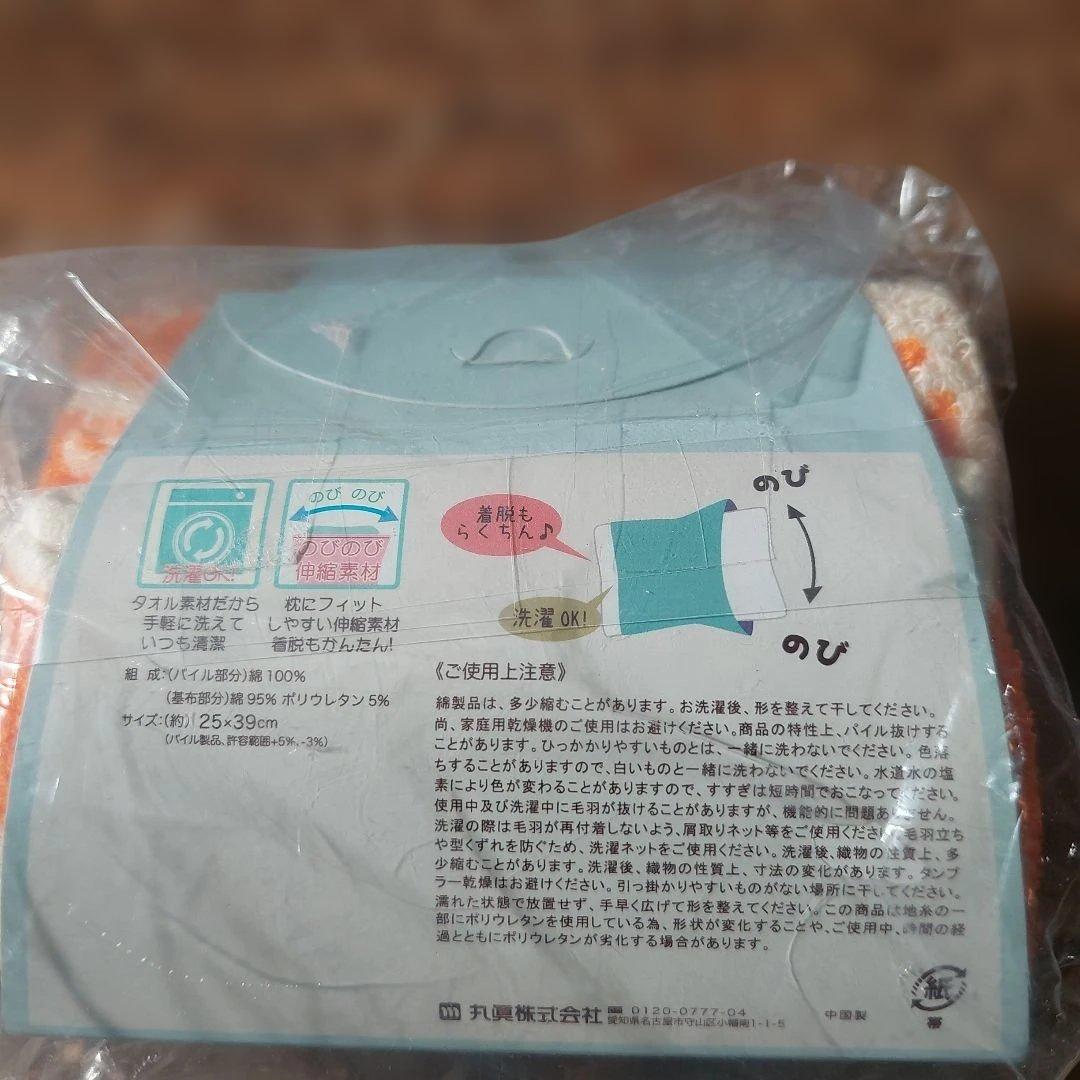 のび のび
洗濯OK!
のびのび
伸縮素材
タオル素材だから
手軽に洗えて
いつも清潔
枕にフィット
しやすい伸縮素材
着脱もかんたん!
組 成:(パイル部分)綿100%
(基布部分)綿 95% ポリウレタン 5%
サイズ:(約) 25×39cm
(パイル製品、許容範囲+5%、-3%)
着脱も
らくちん♪
洗濯 OK!
のび
のび
《ご使用上注意》
綿製品は、多少縮むことがあります。お洗濯後、形を整えて干してください。
尚、家庭用乾燥機のご使用はお避けください。商品の特性上、パイル抜けする
ことがあります。ひっかかりやすいものとは、一緒に洗わないでください。色落
ちすることがありますので、白いものと一緒に洗わないでください。水道水の塩
素により色が変わることがありますので、すすぎは短時間でおこなってください。
使用中及び洗濯中に毛羽が抜けることがありますが、機能的に問題ありません。
洗濯の際は毛羽が再付着しないよう、屑取りネット等をご使用ください。毛羽立ち
や型くずれを防ぐため、洗濯ネットをご使用ください。洗濯後、織物の性質上、多
少縮むことがあります。洗濯後、織物の性質上、寸法の変化があります。タンブ
ラー乾燥はお避けください。引っ掛かりやすいものがない場所に干してください。
濡れた状態で放置せず、手早く広げて形を整えてください。この商品は地糸の一
部にポリウレタンを使用している為、形状が変化することや、ご使用中、時間の経
過とともにポリウレタンが劣化する場合があります。
丸眞株式会社 0120-0777-04
愛知県名古屋市守山区小幡南1-1-5
中国製
紙
帯